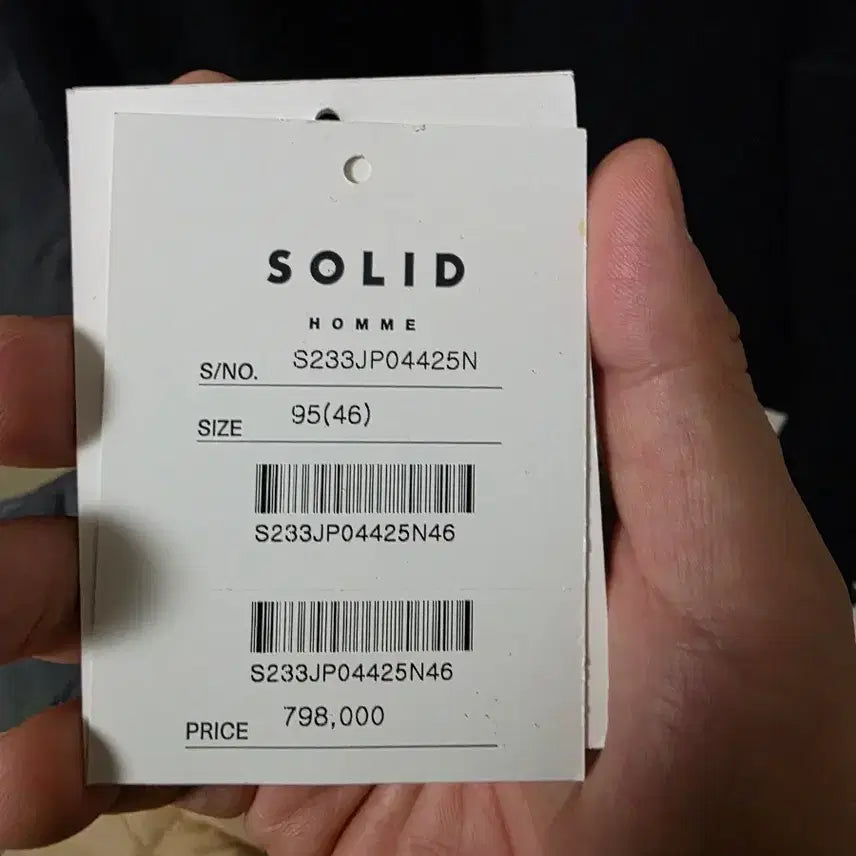 SOLID
HOMME
S/NO. S233JP04425N
SIZE 95(46)
S233JP04425N46
S233JP04425N46
PRICE 798,000